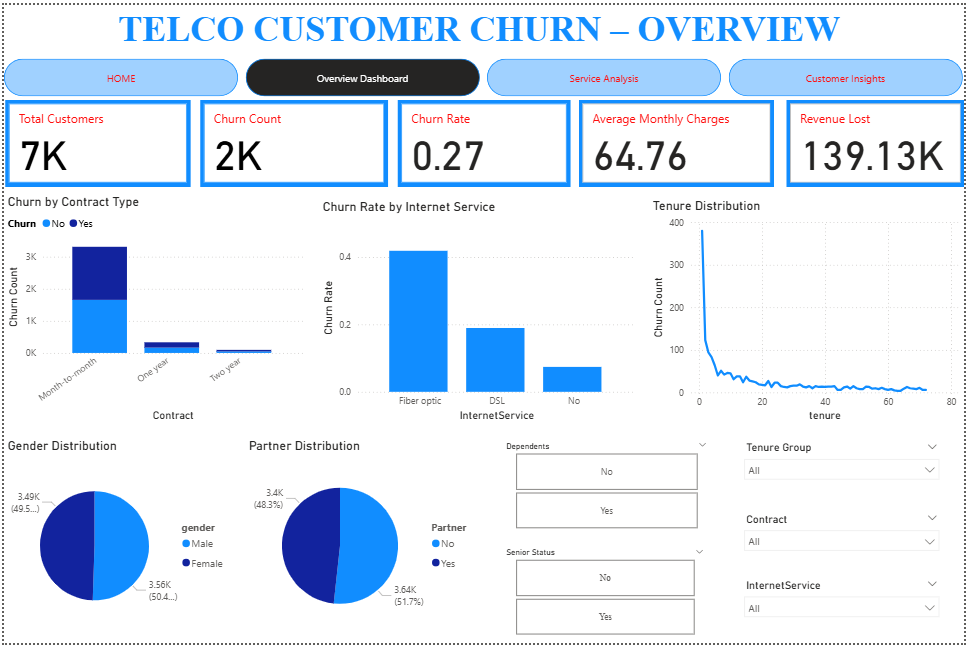 TELCO CUSTOMER CHURN – OVERVIEW
HOME
Overview Dashboard
Service Analysis
Customer Insights
Total Customers
7K
Churn Count
2K
Churn Rate
0.27
Average Monthly Charges
64.76
Revenue Lost
139.13K
Churn by Contract Type
Churn No Yes
Churn Count
3K
2K
1K
0K
Month-to-month
One year
Two year
Contract
Churn Rate by Internet Service
Churn Rate
0.4
0.2
0.0
Fiber optic
DSL
No
InternetService
Tenure Distribution
Churn Count
400
300
200
100
0
0 20 40 60 80
tenure
Gender Distribution
3.49K
(49.5...)
3.56K
(50.4...)
gender
Male
Female
Partner Distribution
3.4K
(48.3%)
3.64K
(51.7%)
Partner
No
Yes
Dependents
No
Yes
Senior Status
No
Yes
Tenure Group
All
Contract
All
InternetService
All